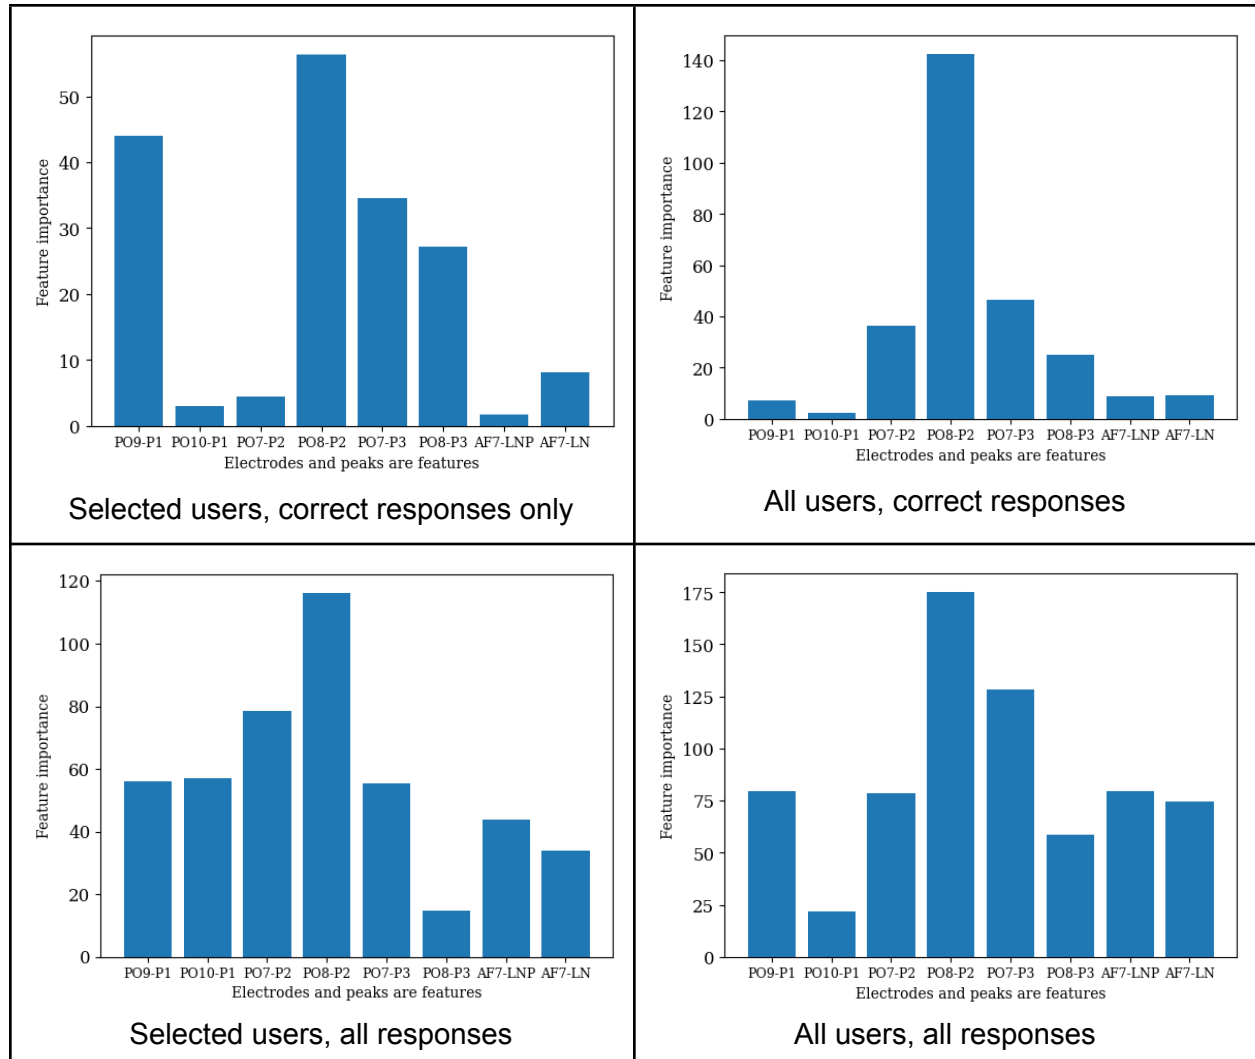 50
40
30
20
10
0
Feature importance
PO9-P1 PO10-P1 PO7-P2 PO8-P2 PO7-P3 PO8-P3 AF7-LNP AF7-LN
Electrodes and peaks are features
Selected users, correct responses only
140
120
100
80
60
40
20
0
Feature importance
PO9-P1 PO10-P1 PO7-P2 PO8-P2 PO7-P3 PO8-P3 AF7-LNP AF7-LN
Electrodes and peaks are features
All users, correct responses
120
100
80
60
40
20
0
Feature importance
PO9-P1 PO10-P1 PO7-P2 PO8-P2 PO7-P3 PO8-P3 AF7-LNP AF7-LN
Electrodes and peaks are features
Selected users, all responses
175
150
125
100
75
50
25
0
Feature importance
PO9-P1 PO10-P1 PO7-P2 PO8-P2 PO7-P3 PO8-P3 AF7-LNP AF7-LN
Electrodes and peaks are features
All users, all responses